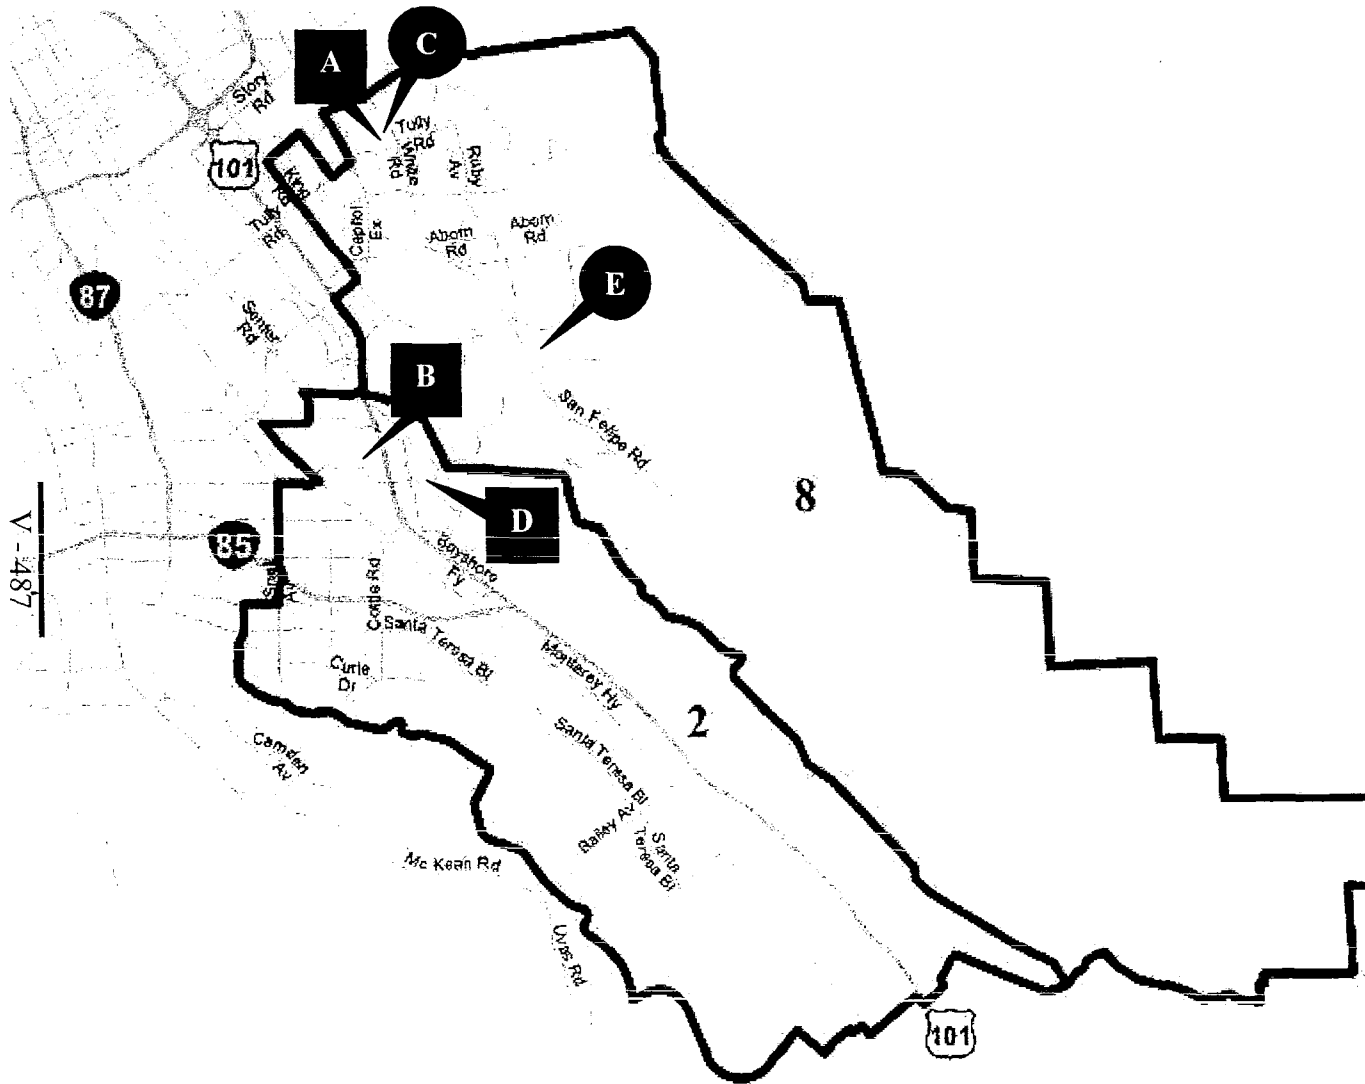 C
A
Story
Rd
Tully
Rd
White
Rd
Ruby
Av
101
King
Rd
Tully
Rd
Capitol
Ex
Aborn
Rd
Aborn
Rd
E
87
Senter
Rd
B
San Felipe Rd
8
D
V - 487
85
Snell
Av
Bayshore
Fy
Cottle Rd
Santa Teresa Bl
Curie
Dr
Monterey Hy
2
Santa Teresa Bl
Camden
Av
Bailey Av
Santa
Teresa Bl
Mc Kean Rd
Uvas Rd
101